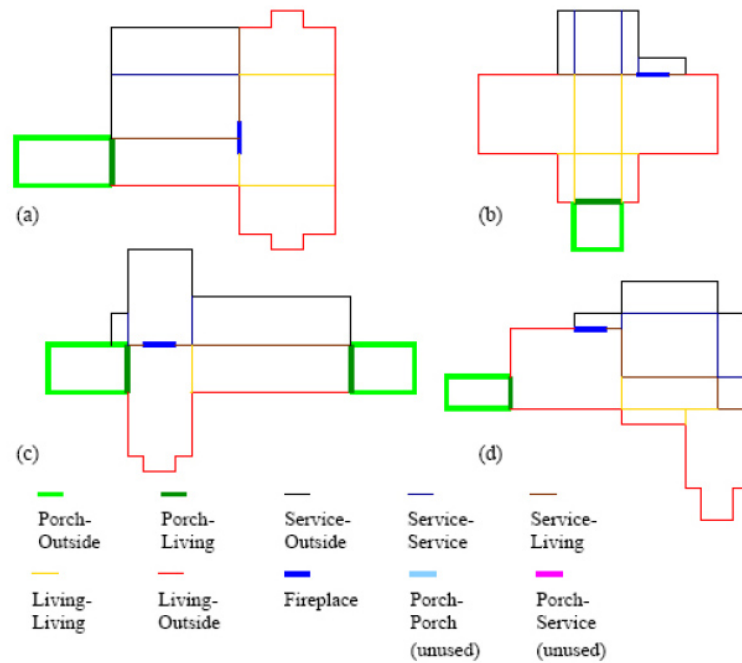 (a)
(b)
(c)
(d)
Porch-
Outside
Porch-
Living
Service-
Outside
Service-
Service
Service-
Living
Living-
Living
Living-
Outside
Fireplace
Porch-
Porch
(unused)
Porch-
Service
(unused)